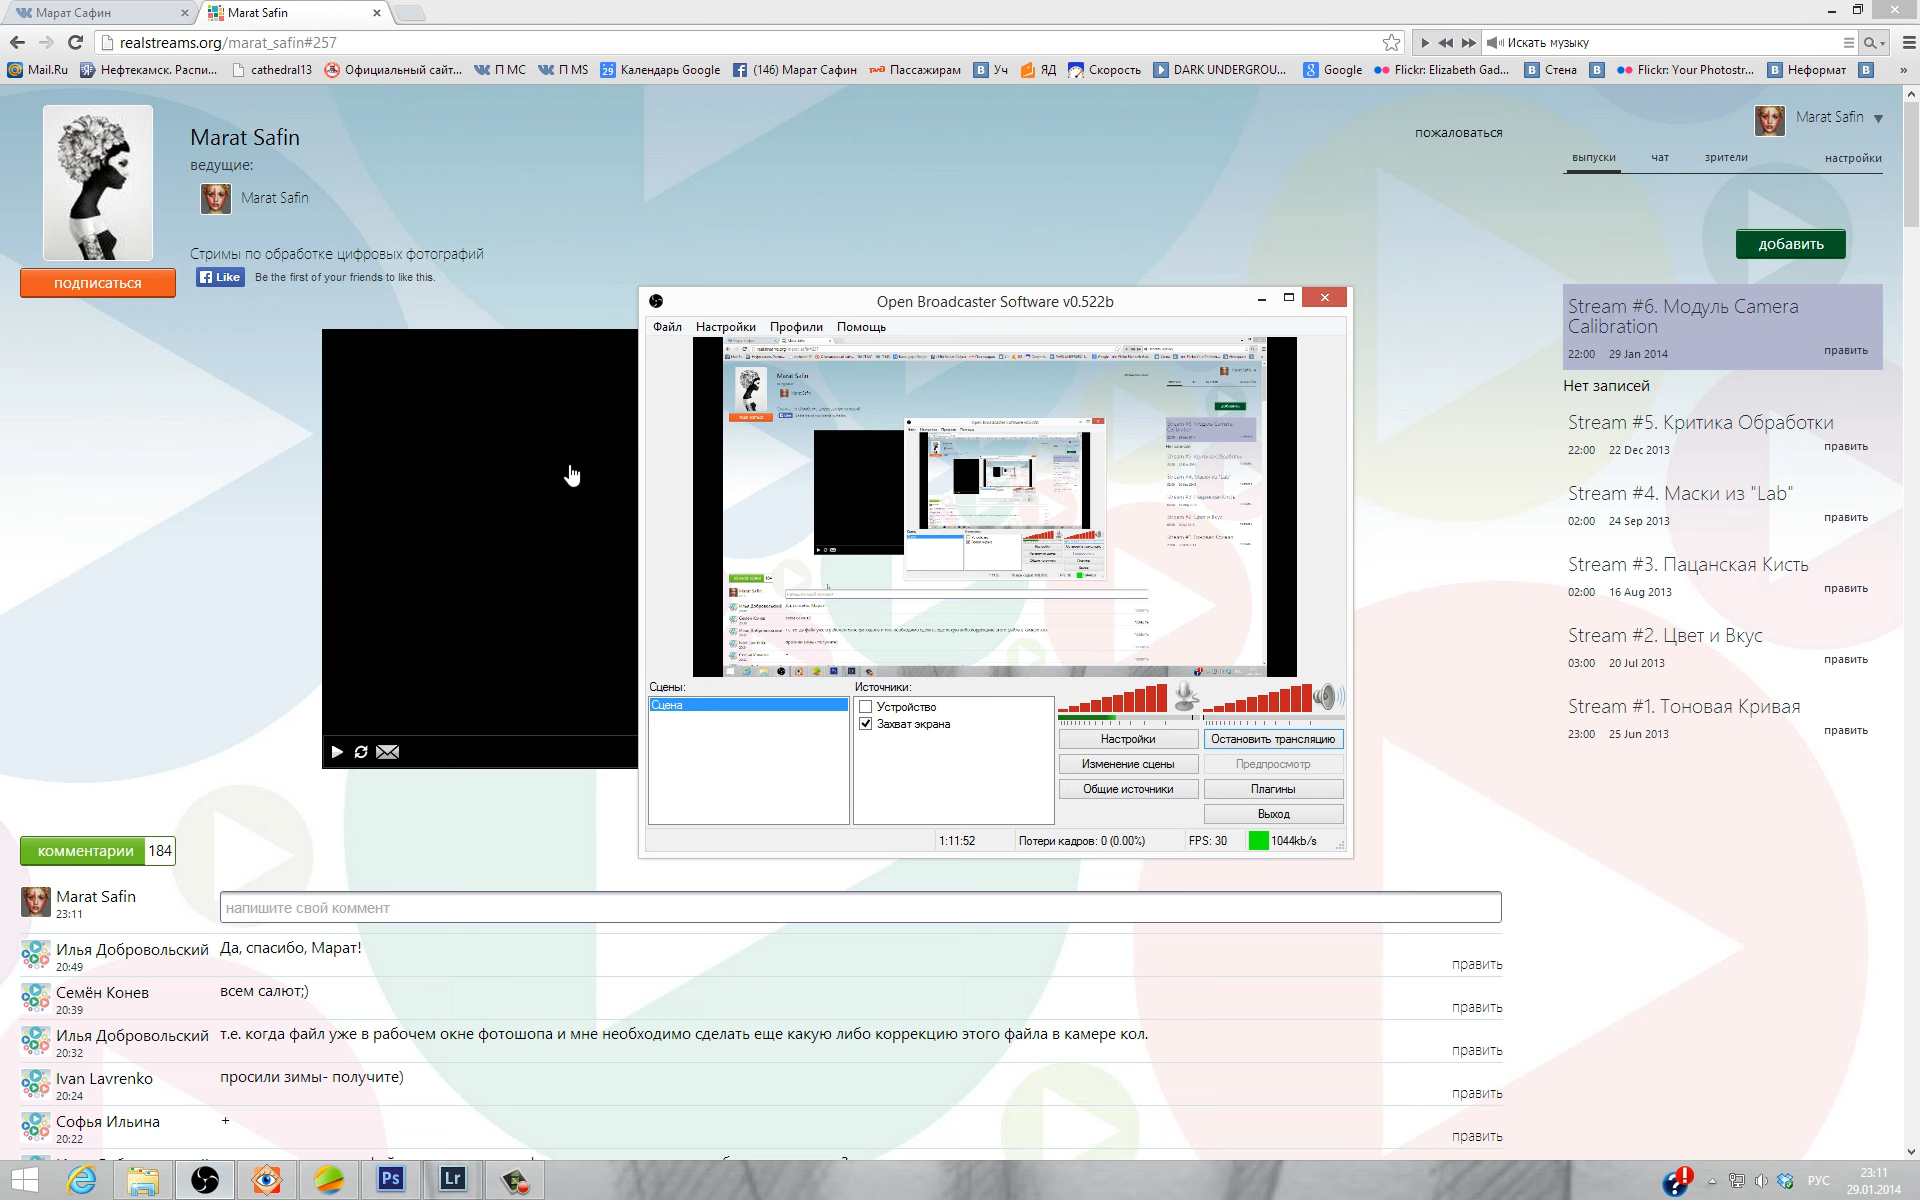 Марат Сафин
Marat Safin
realstreams.org/marat_safin#257
Искать музыку
Mail.Ru
Нефтекамск. Распи...
cathedral13
Официальный сайт...
П МС
П MS
29
Календарь Google
(146) Марат Сафин
Пассажирам
Уч
ЯД
Скорость
DARK UNDERGROU...
Google
Flickr: Elizabeth Gad...
Стена
Flickr: Your Photostr...
Неформат
»
Marat Safin
ведущие:
Marat Safin
Стримы по обработке цифровых фотографий
Like
Be the first of your friends to like this.
подписаться
пожаловаться
Marat Safin
выпуски
чат
зрители
настройки
добавить
Stream #6. Модуль Camera
Calibration
22:00 29 Jan 2014
править
Нет записей
Stream #5. Критика Обработки
22:00 22 Dec 2013
править
Stream #4. Маски из "Lab"
02:00 24 Sep 2013
править
Stream #3. Пацанская Кисть
02:00 16 Aug 2013
править
Stream #2. Цвет и Вкус
03:00 20 Jul 2013
править
Stream #1. Тоновая Кривая
23:00 25 Jun 2013
править
Open Broadcaster Software v0.522b
Файл Настройки Профили Помощь
Сцены:
Сцена
Источники:
Устройство
Захват экрана
Настройки
Остановить трансляцию
Изменение сцены
Предпросмотр
Общие источники
Плагины
Выход
1:11:52
Потери кадров: 0 (0.00%)
FPS: 30
1044kb/s
комментарии 184
Marat Safin
23:11
напишите свой коммент
Илья Добровольский
20:49
Да, спасибо, Марат!
править
Семён Конев
20:39
всем салют;)
править
Илья Добровольский
20:32
т.е. когда файл уже в рабочем окне фотошопа и мне необходимо сделать еще какую либо коррекцию этого файла в камере кол.
править
Ivan Lavrenko
20:24
просили зимы- получите)
править
Софья Ильина
20:22
+
править
Ps
Lr
РУС
23:11
29.01.2014